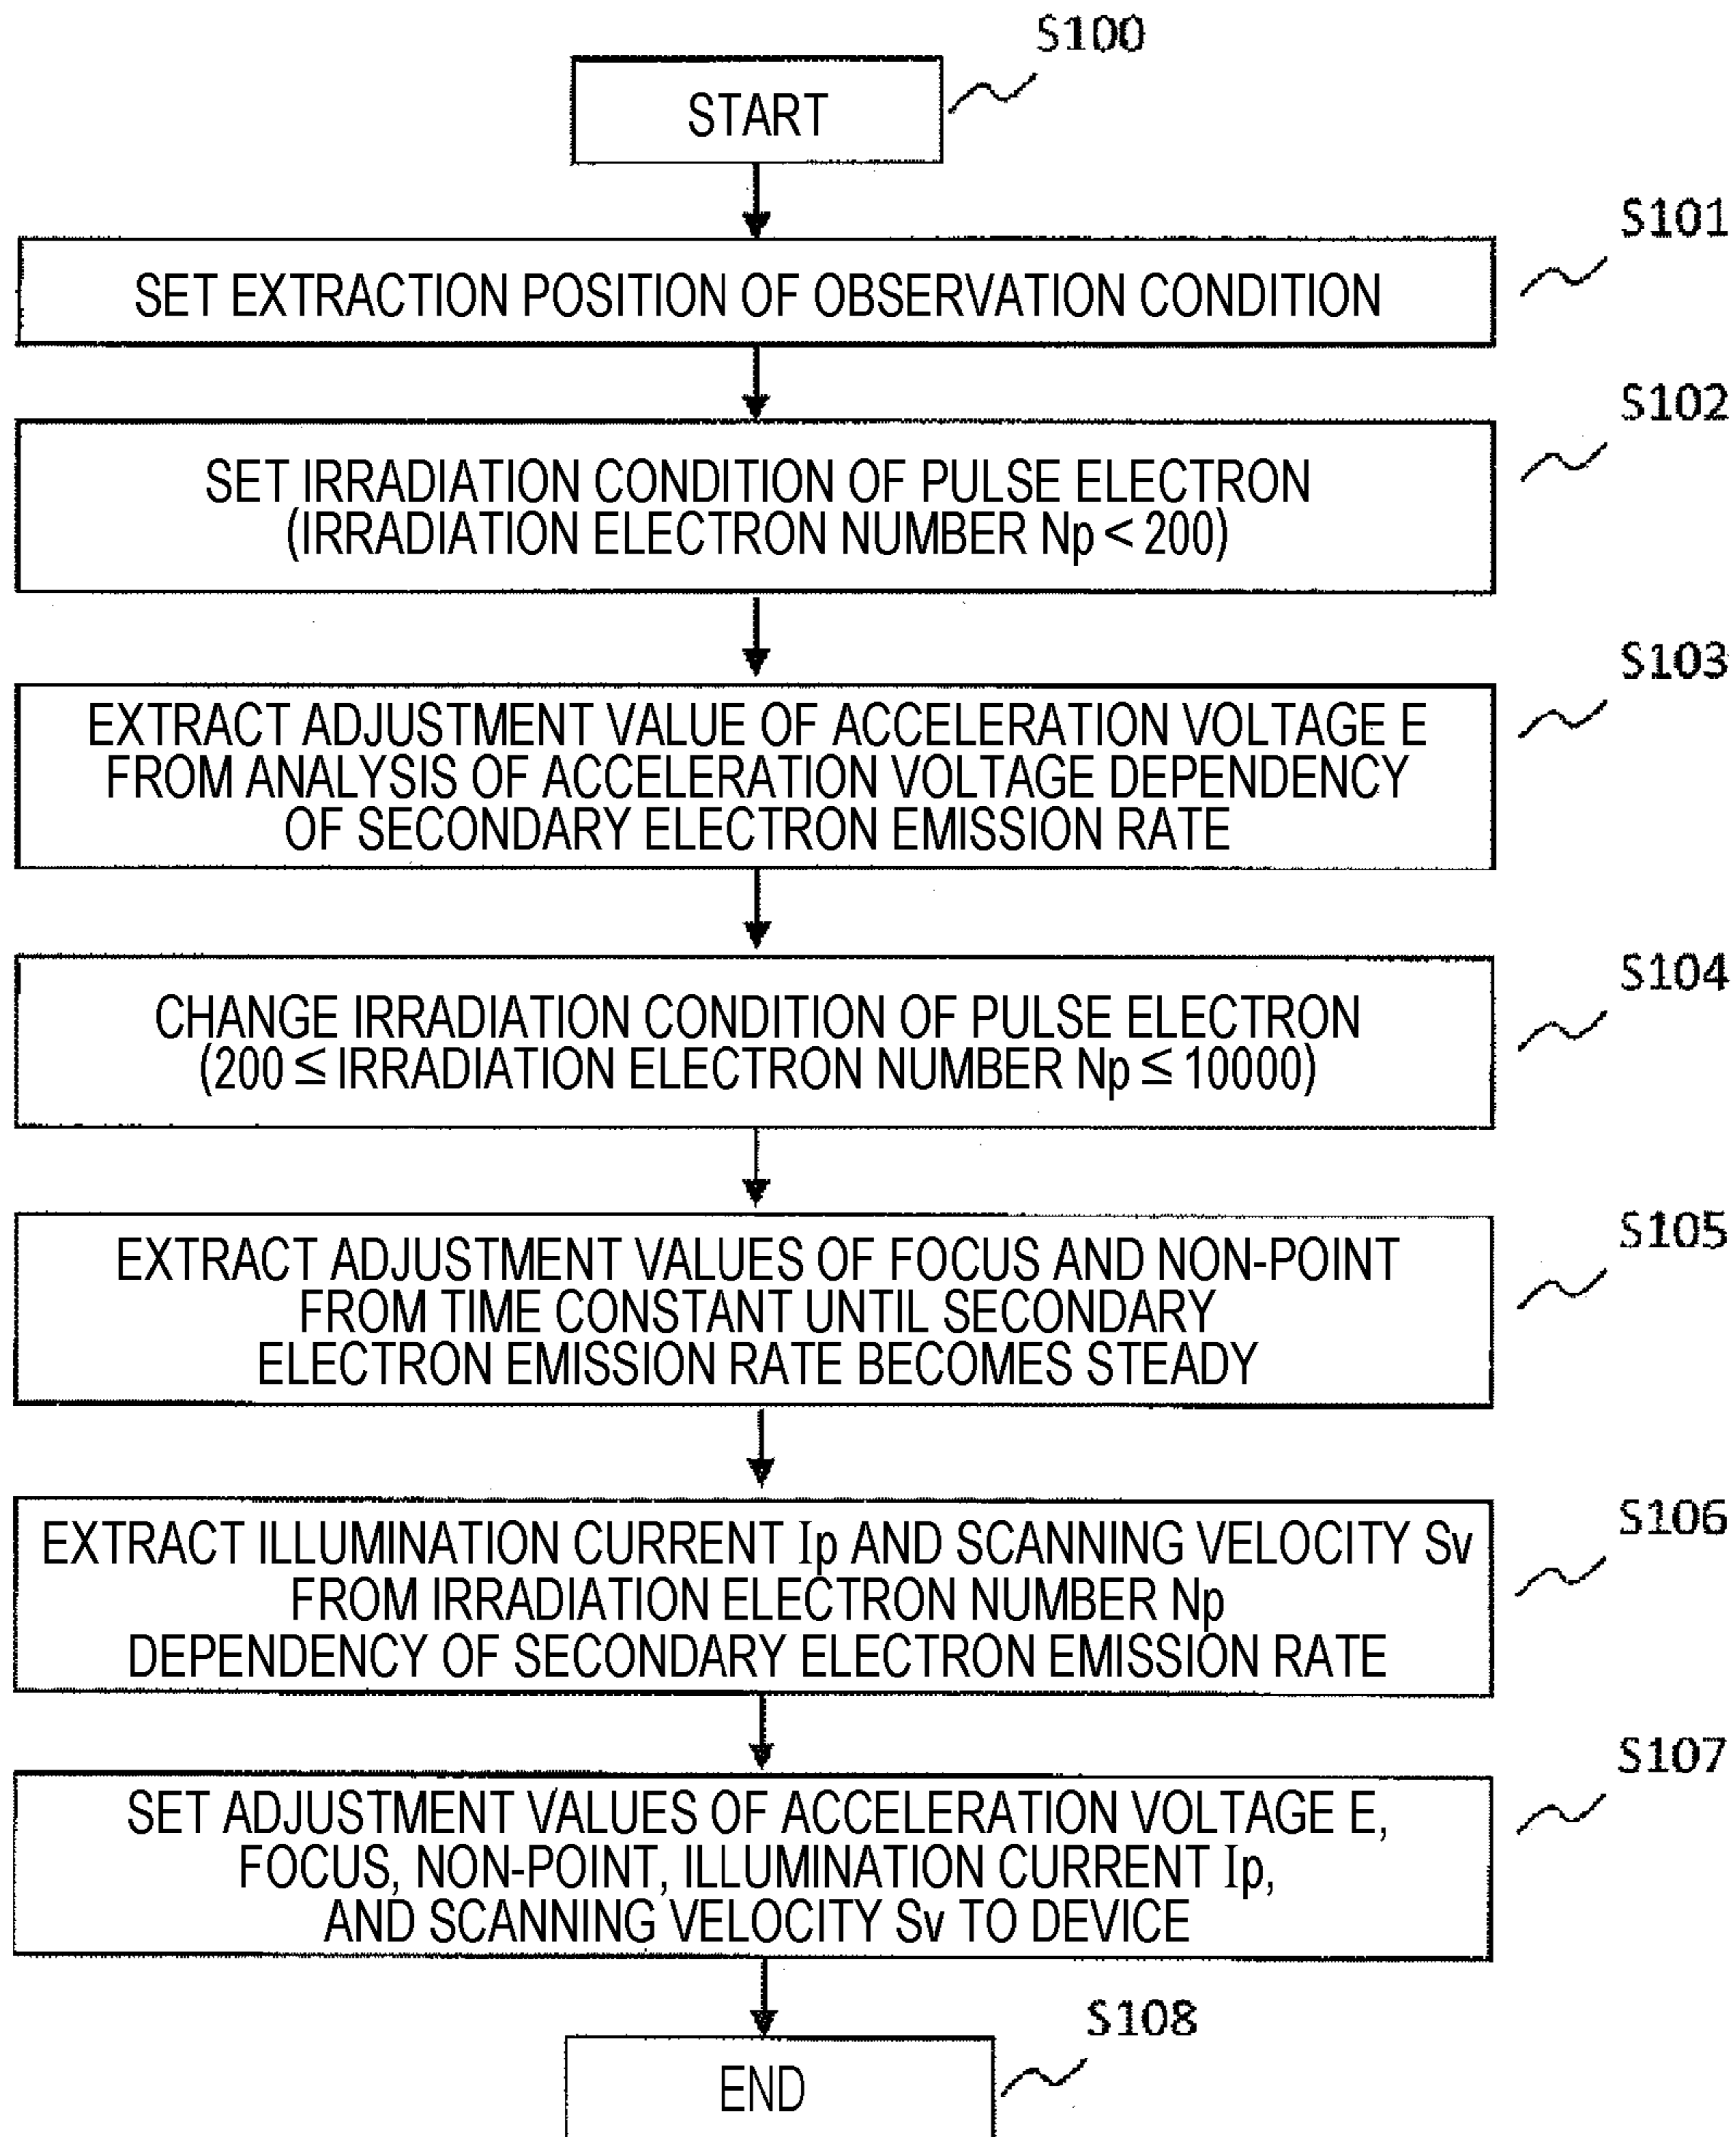 S100
START
S101
SET EXTRACTION POSITION OF OBSERVATION CONDITION
S102
SET IRRADIATION CONDITION OF PULSE ELECTRON
(IRRADIATION ELECTRON NUMBER Np < 200)
S103
EXTRACT ADJUSTMENT VALUE OF ACCELERATION VOLTAGE E
FROM ANALYSIS OF ACCELERATION VOLTAGE DEPENDENCY
OF SECONDARY ELECTRON EMISSION RATE
S104
CHANGE IRRADIATION CONDITION OF PULSE ELECTRON
(200 ≤ IRRADIATION ELECTRON NUMBER Np ≤ 10000)
S105
EXTRACT ADJUSTMENT VALUES OF FOCUS AND NON-POINT
FROM TIME CONSTANT UNTIL SECONDARY
ELECTRON EMISSION RATE BECOMES STEADY
S106
EXTRACT ILLUMINATION CURRENT Ip AND SCANNING VELOCITY Sv
FROM IRRADIATION ELECTRON NUMBER Np
DEPENDENCY OF SECONDARY ELECTRON EMISSION RATE
S107
SET ADJUSTMENT VALUES OF ACCELERATION VOLTAGE E,
FOCUS, NON-POINT, ILLUMINATION CURRENT Ip,
AND SCANNING VELOCITY Sv TO DEVICE
S108
END